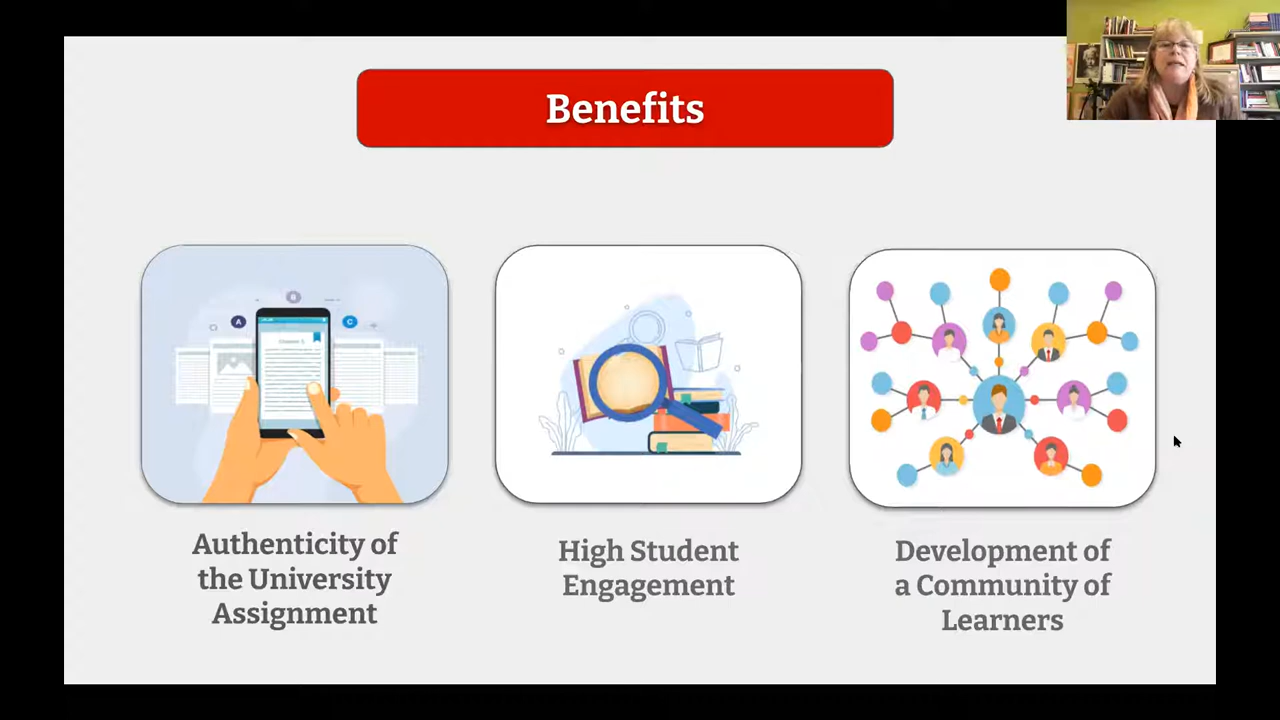 Benefits
B
A
C
Authenticity of
the University
Assignment
High Student
Engagement
Development of
a Community of
Learners